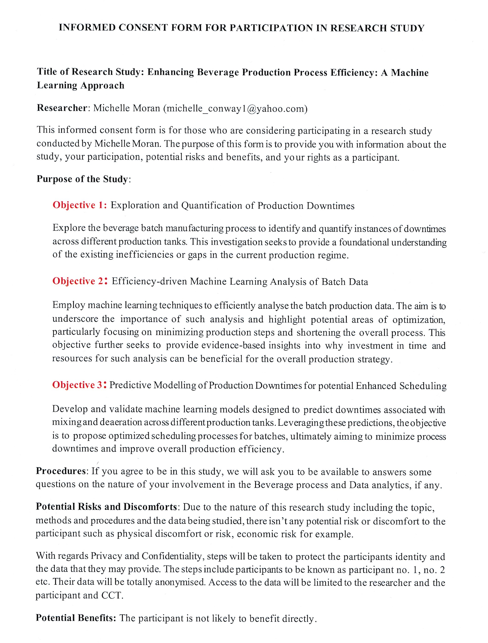 INFORMED CONSENT FORM FOR PARTICIPATION IN RESEARCH STUDY
Title of Research Study: Enhancing Beverage Production Process Efficiency: A Machine
Learning Approach
Researcher: Michelle Moran (michelle_conway1@yahoo.com)
This informed consent form is for those who are considering participating in a research study
conducted by Michelle Moran. The purpose of this form is to provide you with information about the
study, your participation, potential risks and benefits, and your rights as a participant.
Purpose of the Study:
Objective 1: Exploration and Quantification of Production Downtimes
Explore the beverage batch manufacturing process to identify and quantify instances of downtimes
across different production tanks. This investigation seeks to provide a foundational understanding
of the existing inefficiencies or gaps in the current production regime.
Objective 2: Efficiency-driven Machine Learning Analysis of Batch Data
Employ machine learning techniques to efficiently analyse the batch production data. The aim is to
underscore the importance of such analysis and highlight potential areas of optimization,
particularly focusing on minimizing production steps and shortening the overall process. This
objective further seeks to provide evidence-based insights into why investment in time and
resources for such analysis can be beneficial for the overall production strategy.
Objective 3: Predictive Modelling of Production Downtimes for potential Enhanced Scheduling
Develop and validate machine learning models designed to predict downtimes associated with
mixing and deaeration across different production tanks. Leveraging these predictions, the objective
is to propose optimized scheduling processes for batches, ultimately aiming to minimize process
downtimes and improve overall production efficiency.
Procedures: If you agree to be in this study, we will ask you to be available to answers some
questions on the nature of your involvement in the Beverage process and Data analytics, if any.
Potential Risks and Discomforts: Due to the nature of this research study including the topic,
methods and procedures and the data being studied, there isn't any potential risk or discomfort to the
participant such as physical discomfort or risk, economic risk for example.
With regards Privacy and Confidentiality, steps will be taken to protect the participants identity and
the data that they may provide. The steps include participants to be known as participant no. 1, no. 2
etc. Their data will be totally anonymised. Access to the data will be limited to the researcher and the
participant and CCT.
Potential Benefits: The participant is not likely to benefit directly.